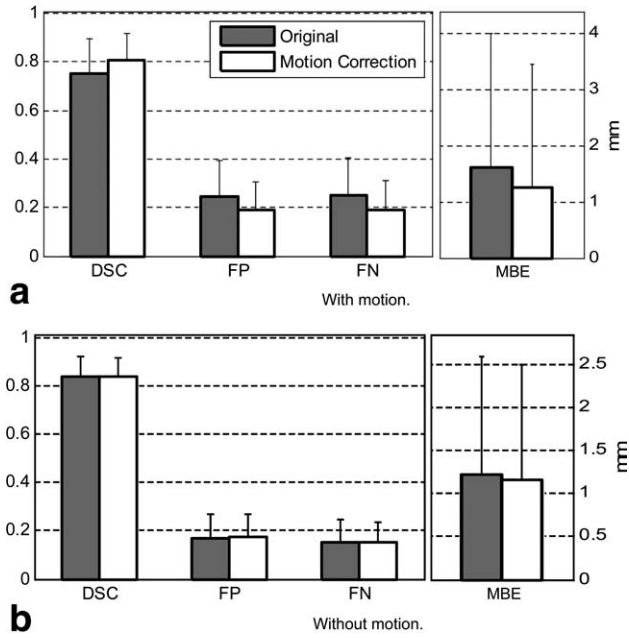 1
0.8
0.6
0.4
0.2
0
Original
Motion Correction
4
3
2
1
0
mm
DSC
FP
FN
MBE
a
With motion.
1
0.8
0.6
0.4
0.2
0
2.5
2
1.5
1
0.5
0
mm
DSC
FP
FN
MBE
b
Without motion.